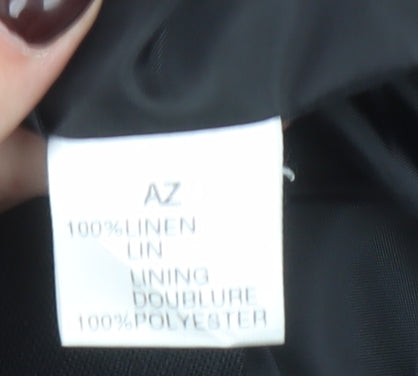 AZ
100%LINEN
LIN
LINING
DOUBLURE
100%POLYESTER